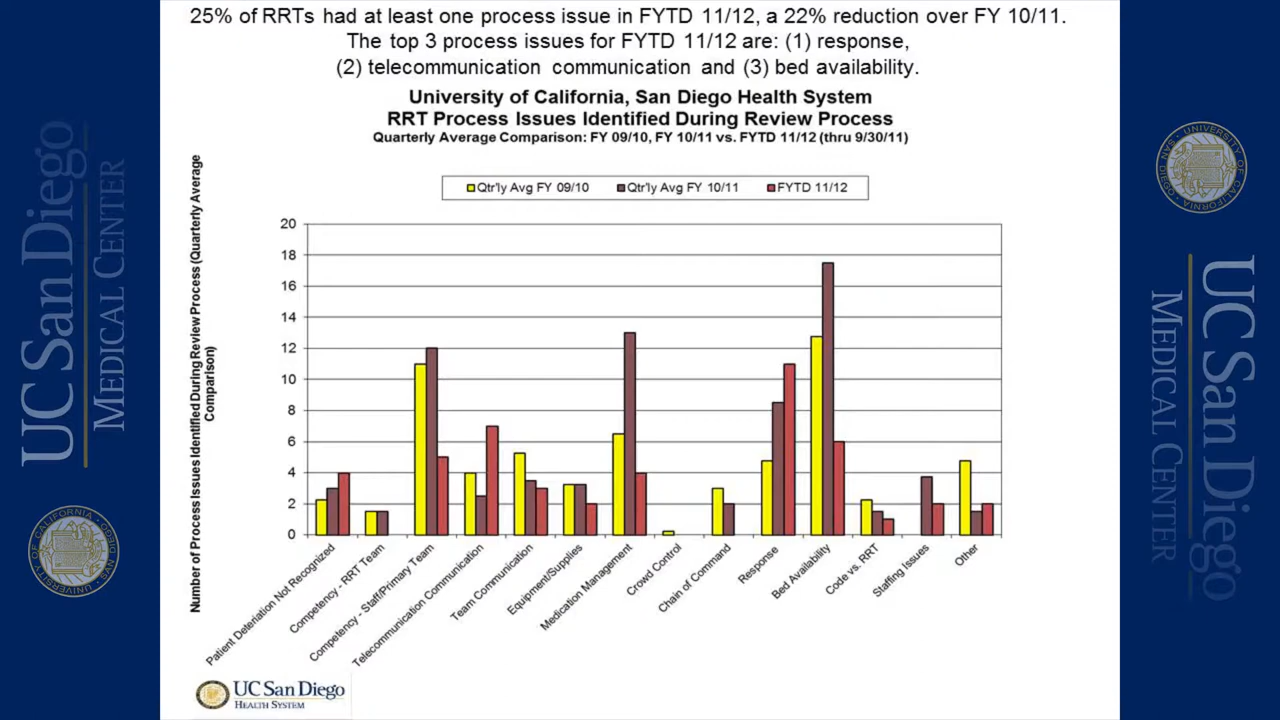 25% of RRTs had at least one process issue in FYTD 11/12, a 22% reduction over FY 10/11.
The top 3 process issues for FYTD 11/12 are: (1) response,
(2) telecommunication communication and (3) bed availability.
University of California, San Diego Health System
RRT Process Issues Identified During Review Process
Quarterly Average Comparison: FY 09/10, FY 10/11 vs. FYTD 11/12 (thru 9/30/11)
Qtr'ly Avg FY 09/10
Qtr'ly Avg FY 10/11
FYTD 11/12
Number of Process Issues Identified During Review Process (Quarterly Average
Comparison)
20
18
16
14
12
10
8
6
4
2
0
Patient Deteriation Not Recognized
Competency - RRT Team
Competency - Staff/Primary Team
Telecommunication Communication
Team Communication
Equipment/Supplies
Medication Management
Crowd Control
Chain of Command
Response
Bed Availability
Code vs. RRT
Staffing Issues
Other
UC San Diego
HEALTH SYSTEM
UC San Diego
MEDICAL CENTER
UC San Diego
MEDICAL CENTER